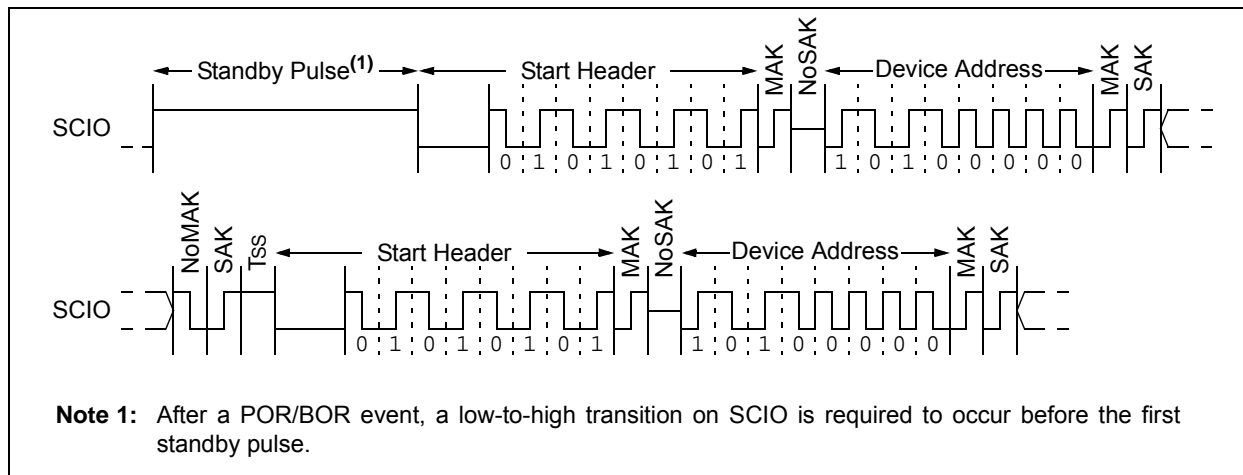 Standby Pulse(1) Start Header MAK NoSAK Device Address MAK SAK
SCIO
0 1 0 1 0 1 0 1 1 0 1 0 0 0 0 0
NoMAK SAK TSS Start Header MAK NoSAK Device Address MAK SAK
SCIO
0 1 0 1 0 1 0 1 1 0 1 0 0 0 0 0
Note 1: After a POR/BOR event, a low-to-high transition on SCIO is required to occur before the first
standby pulse.